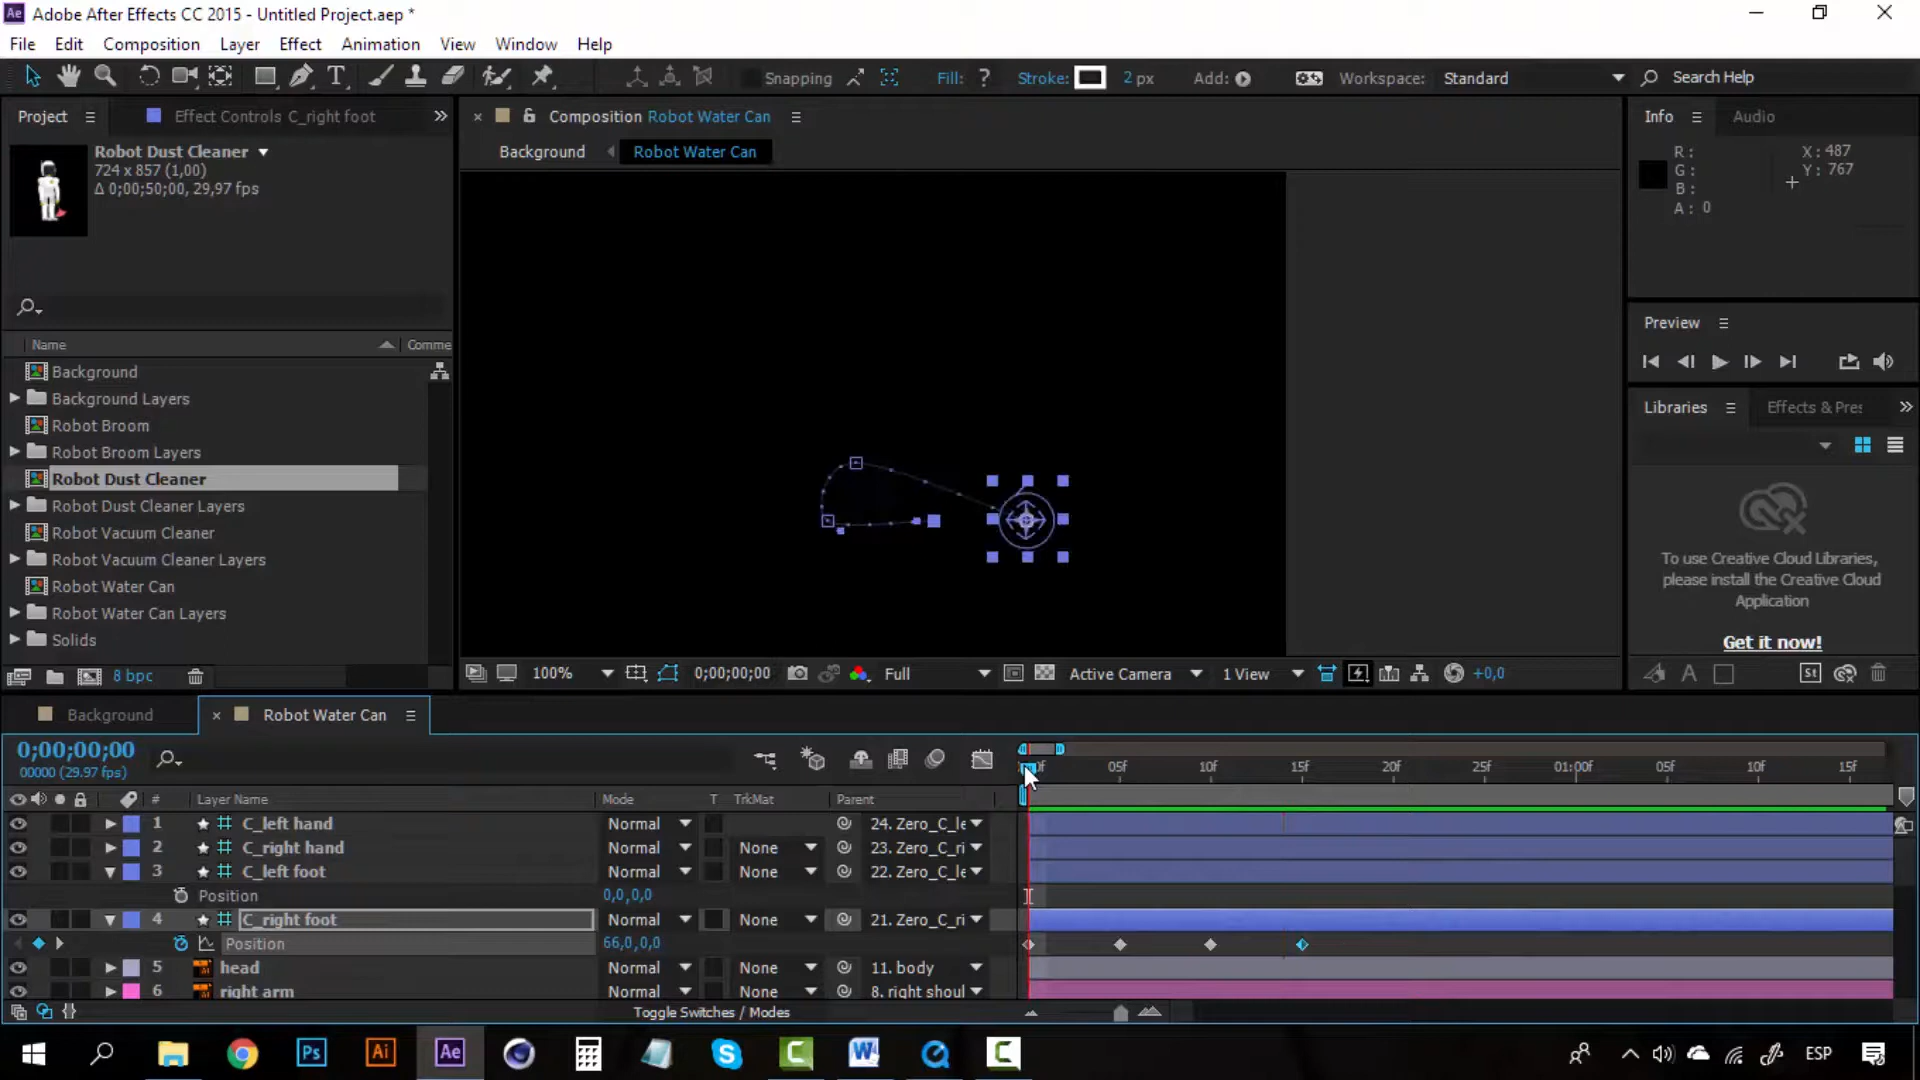 Ae Adobe After Effects CC 2015 - Untitled Project.aep *
File Edit Composition Layer Effect Animation View Window Help
Snapping Fill: ? Stroke: 2 px Add: Workspace: Standard Search Help
Project Effect Controls C_right foot
Robot Dust Cleaner
724 x 857 (1,00)
Δ 0;00;50;00, 29,97 fps
Name Comme
Background
Background Layers
Robot Broom
Robot Broom Layers
Robot Dust Cleaner
Robot Dust Cleaner Layers
Robot Vacuum Cleaner
Robot Vacuum Cleaner Layers
Robot Water Can
Robot Water Can Layers
Solids
8 bpc
Composition Robot Water Can
Background Robot Water Can
100% 0;00;00;00 Full Active Camera 1 View +0,0
Info Audio
R: X: 487
G: Y: 767
B:
A: 0
Preview
Libraries Effects & Pres
To use Creative Cloud Libraries,
please install the Creative Cloud
Application
Get it now!
St
Background Robot Water Can
0;00;00;00
00000 (29.97 fps)
05f 10f 15f 20f 25f 01:00f 05f 10f 15f
# Layer Name Mode T TrkMat Parent
1 C_left hand Normal 24. Zero_C_le
2 C_right hand Normal None 23. Zero_C_ri
3 C_left foot Normal None 22. Zero_C_le
Position 0,0,0,0
4 C_right foot Normal None 21. Zero_C_ri
Position 66,0,0,0
5 head Normal None 11. body
6 right arm Normal None 8. right shoul
Toggle Switches / Modes
Ps Ai Ae C W C ESP